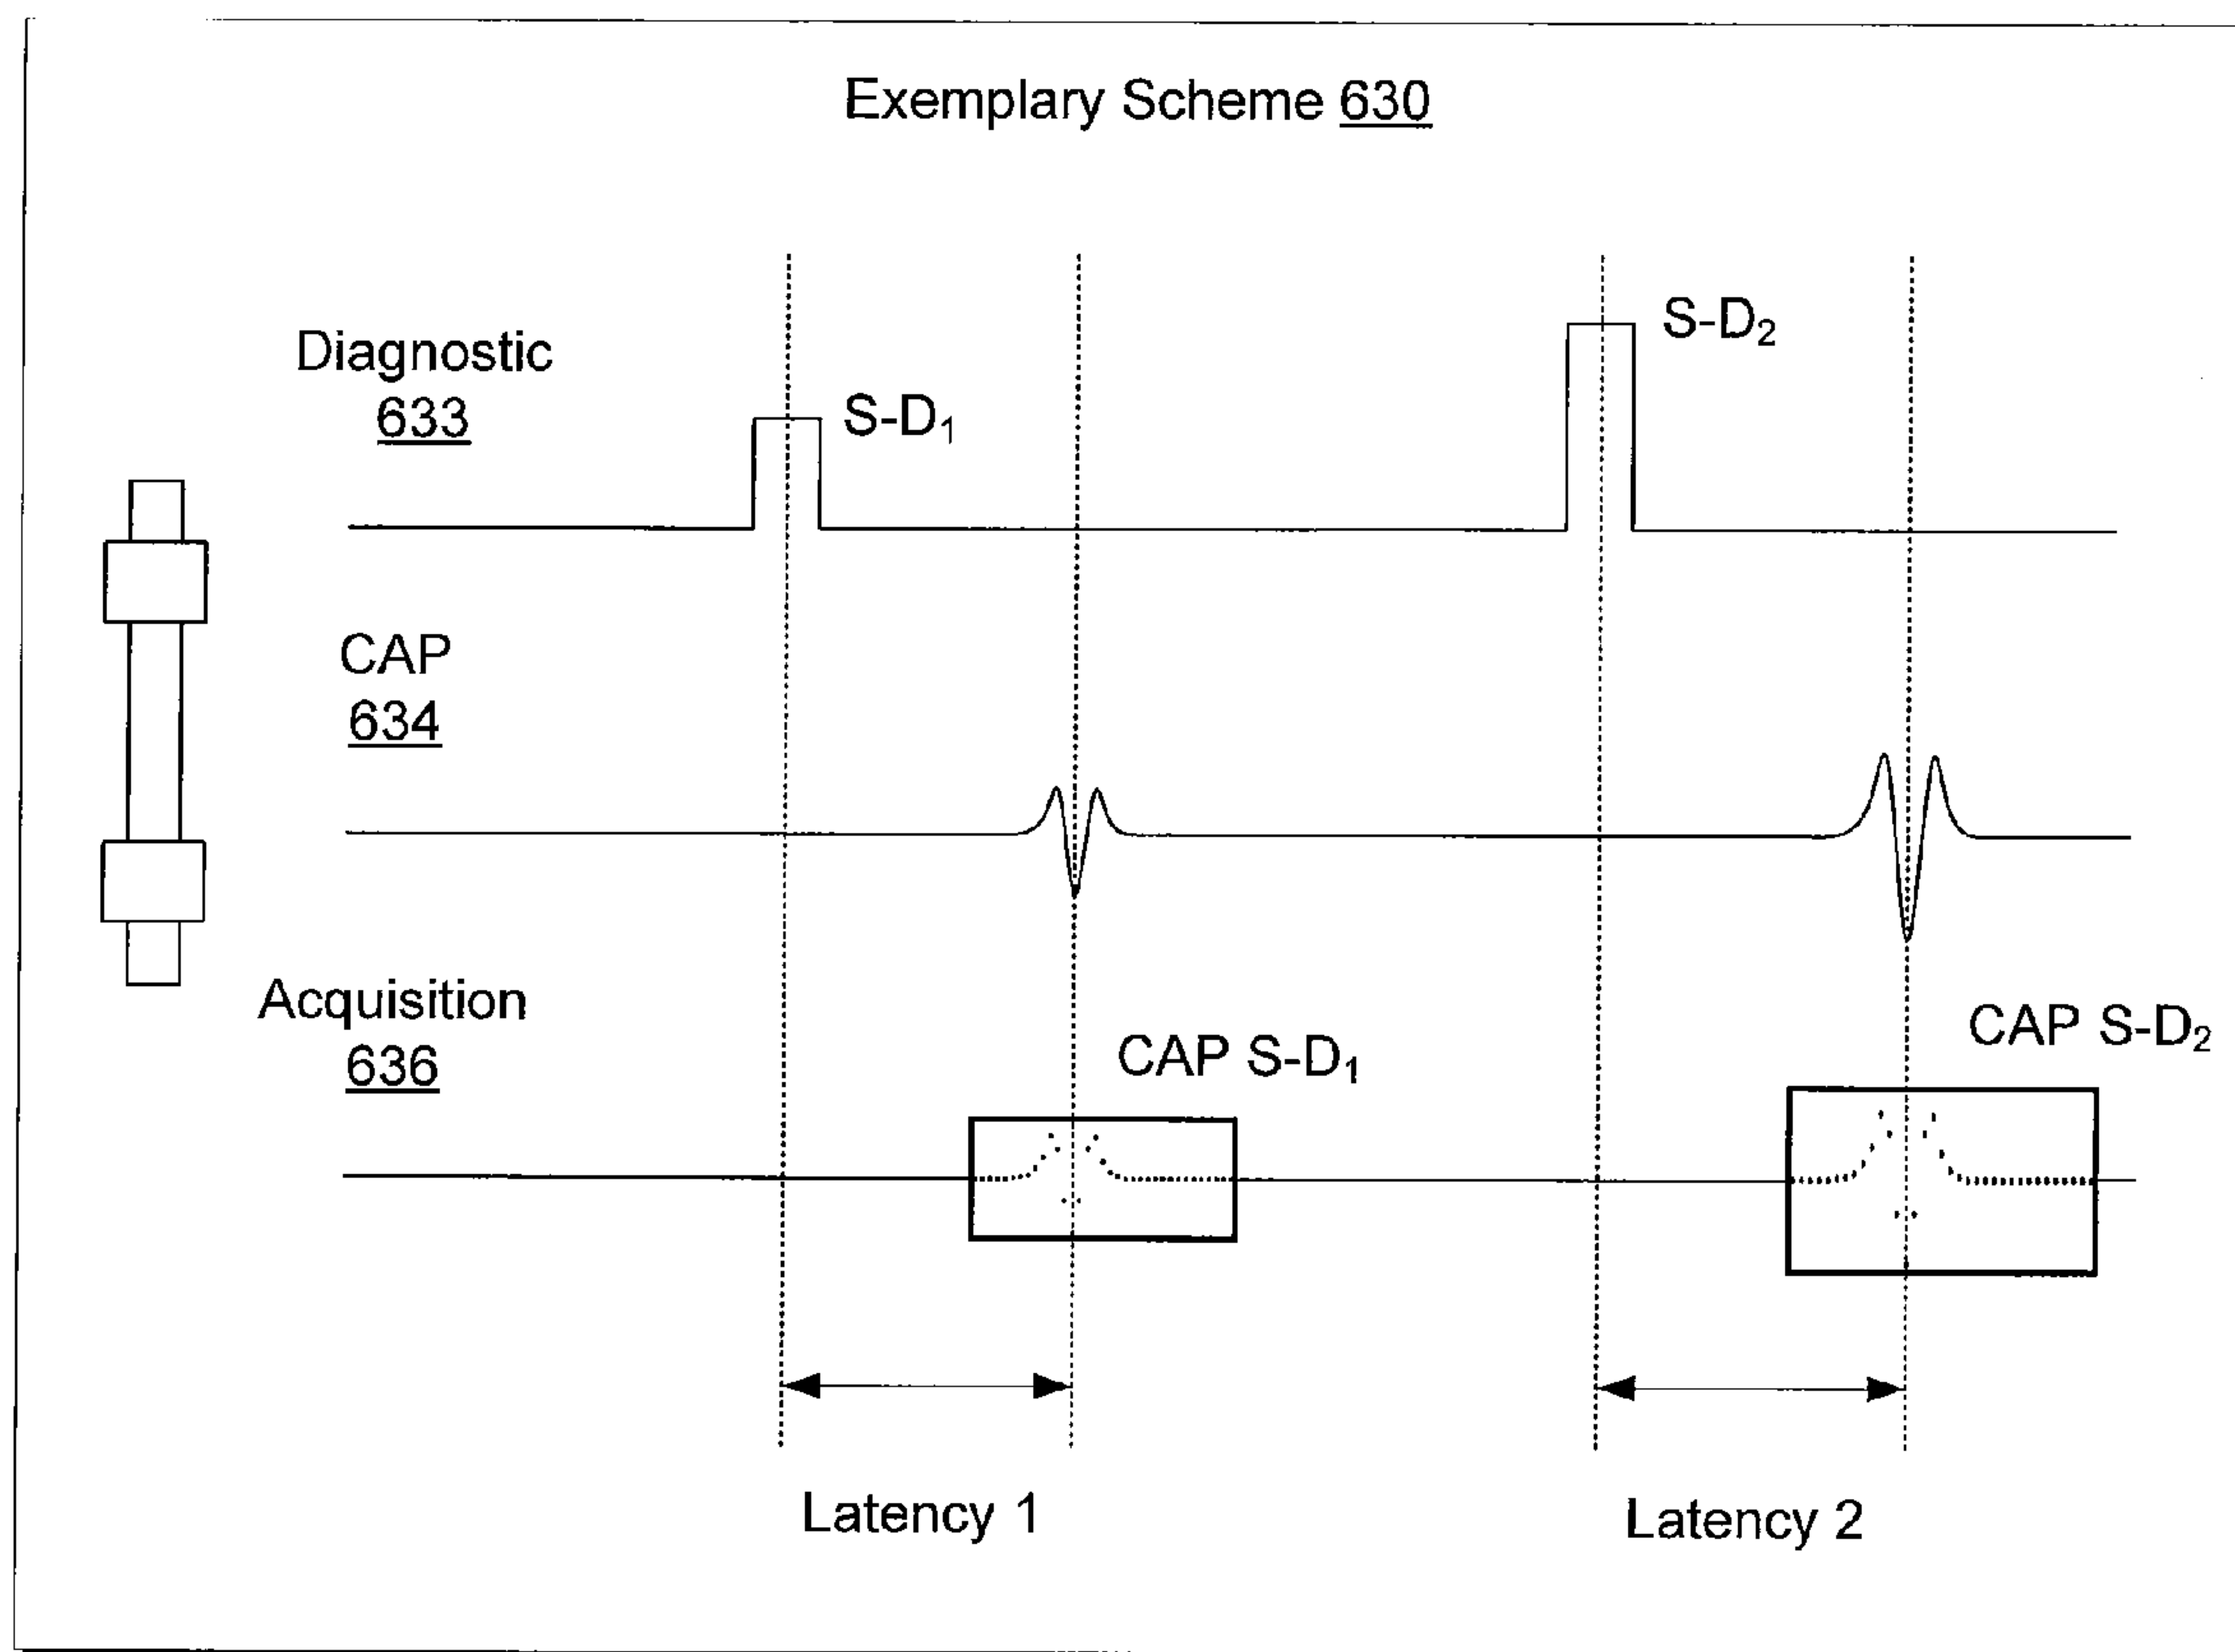 Exemplary Scheme 630
Diagnostic
633
S-D₁
S-D₂
CAP
634
Acquisition
636
CAP S-D₁
CAP S-D₂
Latency 1
Latency 2